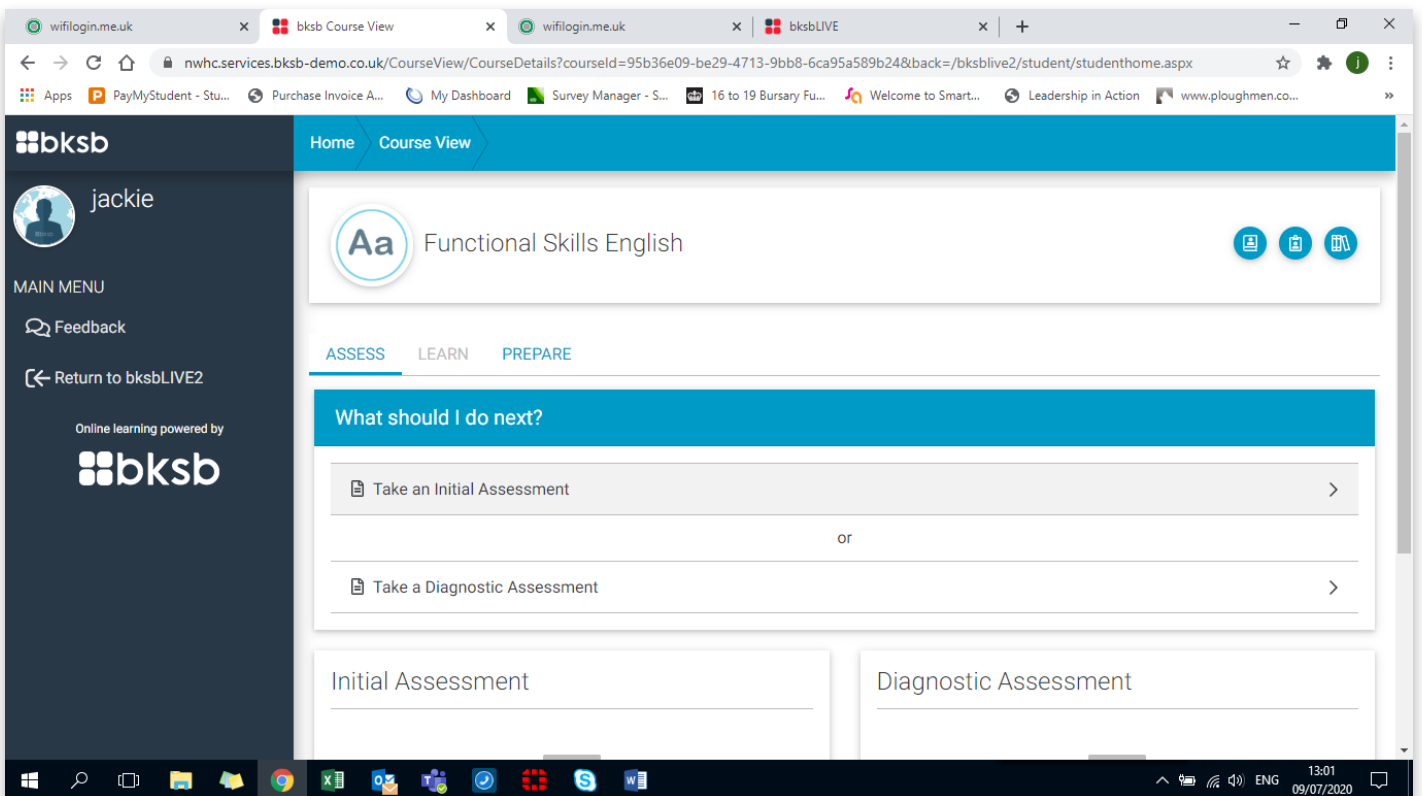 wifilogin.me.uk
bksb Course View
wifilogin.me.uk
bksbLIVE
nwhc.services.bksb-demo.co.uk/CourseView/CourseDetails?courseId=95b36e09-be29-4713-9bb8-6ca95a589b24&back=/bksblive2/student/studenthome.aspx
j
Apps PayMyStudent - Stu... Purchase Invoice A... My Dashboard Survey Manager - S... 16 to 19 Bursary Fu... Welcome to Smart... Leadership in Action www.ploughmen.co... »
bksb
Home Course View
jackie
Aa Functional Skills English
MAIN MENU
Feedback
Return to bksbLIVE2
Online learning powered by
bksb
ASSESS LEARN PREPARE
What should I do next?
Take an Initial Assessment
or
Take a Diagnostic Assessment
Initial Assessment
Diagnostic Assessment
ENG
13:01
09/07/2020